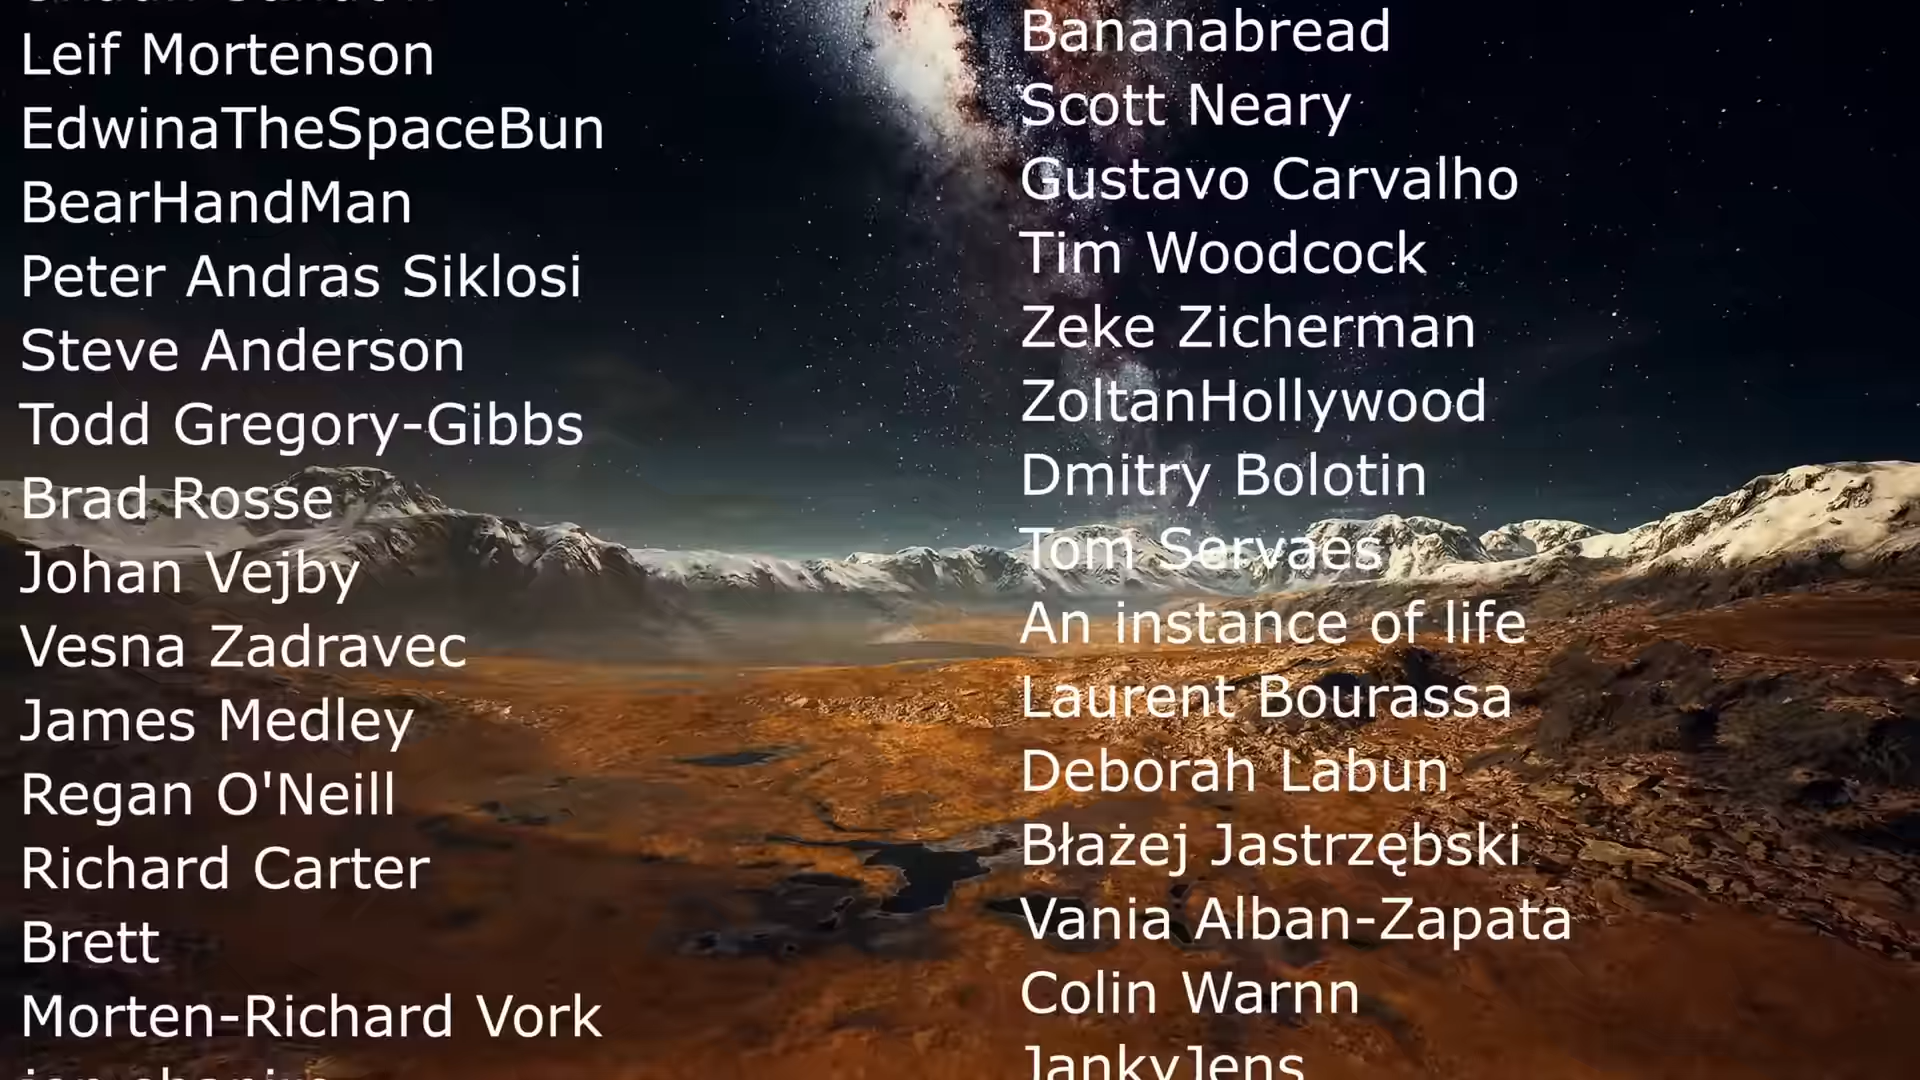 Leif Mortenson
EdwinaTheSpaceBun
BearHandMan
Peter Andras Siklosi
Steve Anderson
Todd Gregory-Gibbs
Brad Rosse
Johan Vejby
Vesna Zadravec
James Medley
Regan O'Neill
Richard Carter
Brett
Morten-Richard Vork
Bananabread
Scott Neary
Gustavo Carvalho
Tim Woodcock
Zeke Zicherman
ZoltanHollywood
Dmitry Bolotin
Tom Servaes
An instance of life
Laurent Bourassa
Deborah Labun
Błażej Jastrzębski
Vania Alban-Zapata
Colin Warnn
JankyJens